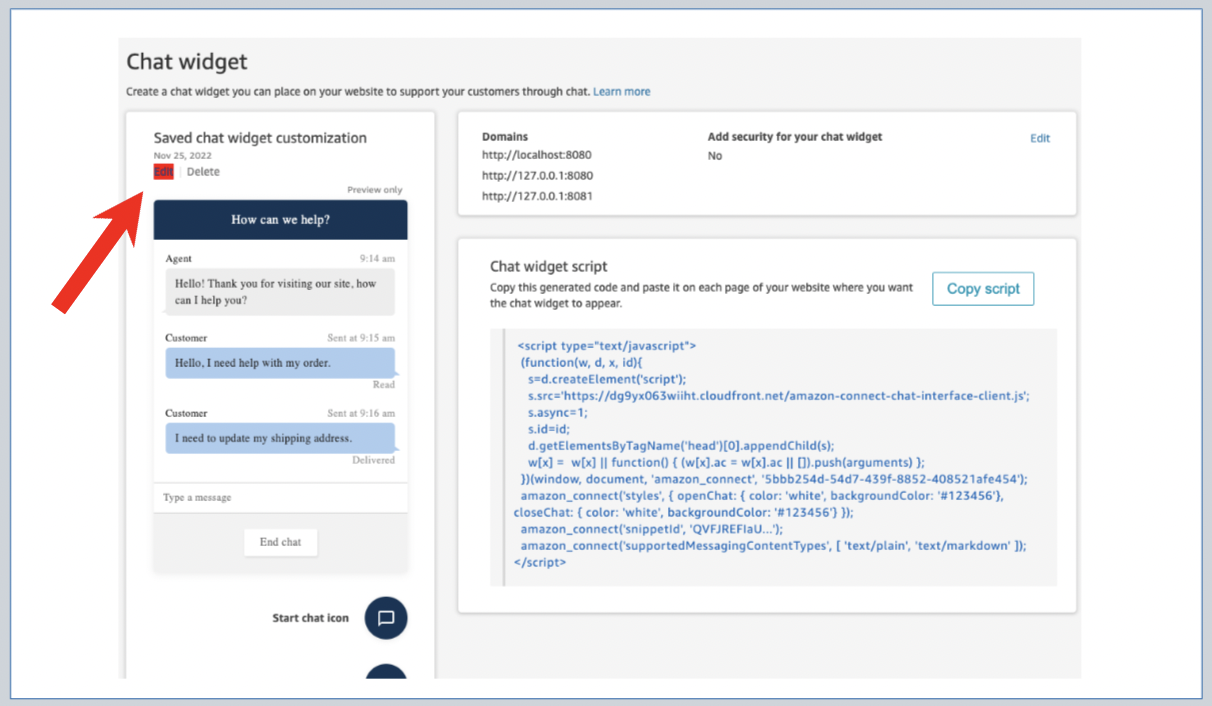 Chat widget
Create a chat widget you can place on your website to support your customers through chat. Learn more
Saved chat widget customization
Nov 25, 2022
Edit | Delete
Preview only
How can we help?
Agent 9:14 am
Hello! Thank you for visiting our site, how
can I help you?
Customer Sent at 9:15 am
Hello, I need help with my order.
Read
Customer Sent at 9:16 am
I need to update my shipping address.
Delivered
Type a message
End chat
Start chat icon
Domains
http://localhost:8080
http://127.0.0.1:8080
http://127.0.0.1:8081
Add security for your chat widget
No
Edit
Chat widget script
Copy this generated code and paste it on each page of your website where you want
the chat widget to appear.
Copy script
<script type="text/javascript">
(function(w, d, x, id){
s=d.createElement('script');
s.src='https://dg9yx063wiiht.cloudfront.net/amazon-connect-chat-interface-client.js';
s.async=1;
s.id=id;
d.getElementsByTagName('head')[0].appendChild(s);
w[x] = w[x] || function() { (w[x].ac = w[x].ac || []).push(arguments) };
})(window, document, 'amazon_connect', '5bbb254d-54d7-439f-8852-408521afe454');
amazon_connect('styles', { openChat: { color: 'white', backgroundColor: '#123456'},
closeChat: { color: 'white', backgroundColor: '#123456'} });
amazon_connect('snippetId', 'QVFJREFIaU...');
amazon_connect('supportedMessagingContentTypes', [ 'text/plain', 'text/markdown' ]);
</script>